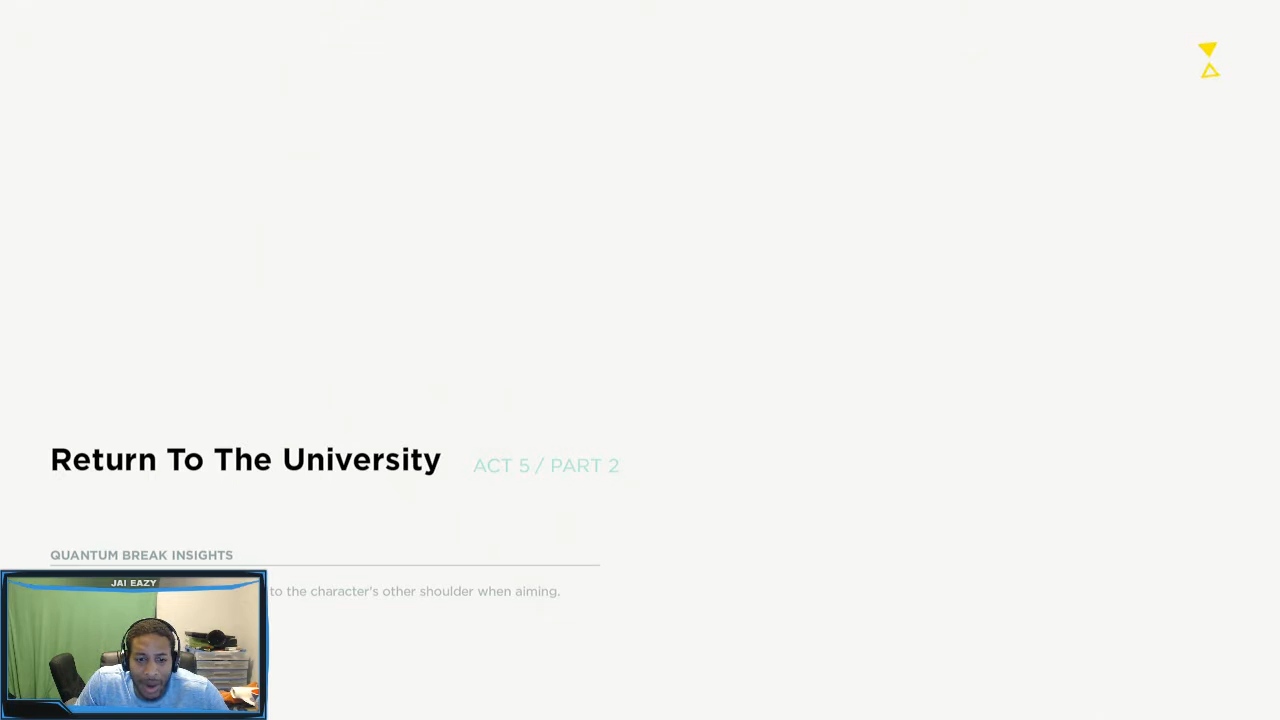 Return To The University ACT 5 / PART 2
QUANTUM BREAK INSIGHTS
to the character's other shoulder when aiming.
JAI EAZY